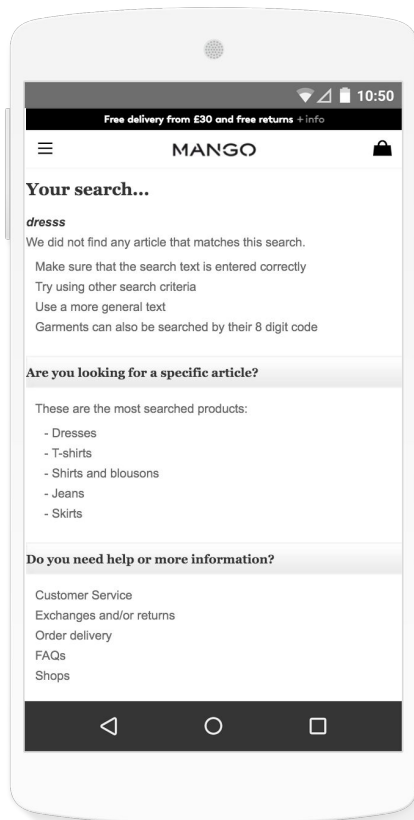 10:50
Free delivery from £30 and free returns +info
MANGO
Your search...
dresss
We did not find any article that matches this search.
Make sure that the search text is entered correctly
Try using other search criteria
Use a more general text
Garments can also be searched by their 8 digit code
Are you looking for a specific article?
These are the most searched products:
- Dresses
- T-shirts
- Shirts and blousons
- Jeans
- Skirts
Do you need help or more information?
Customer Service
Exchanges and/or returns
Order delivery
FAQs
Shops